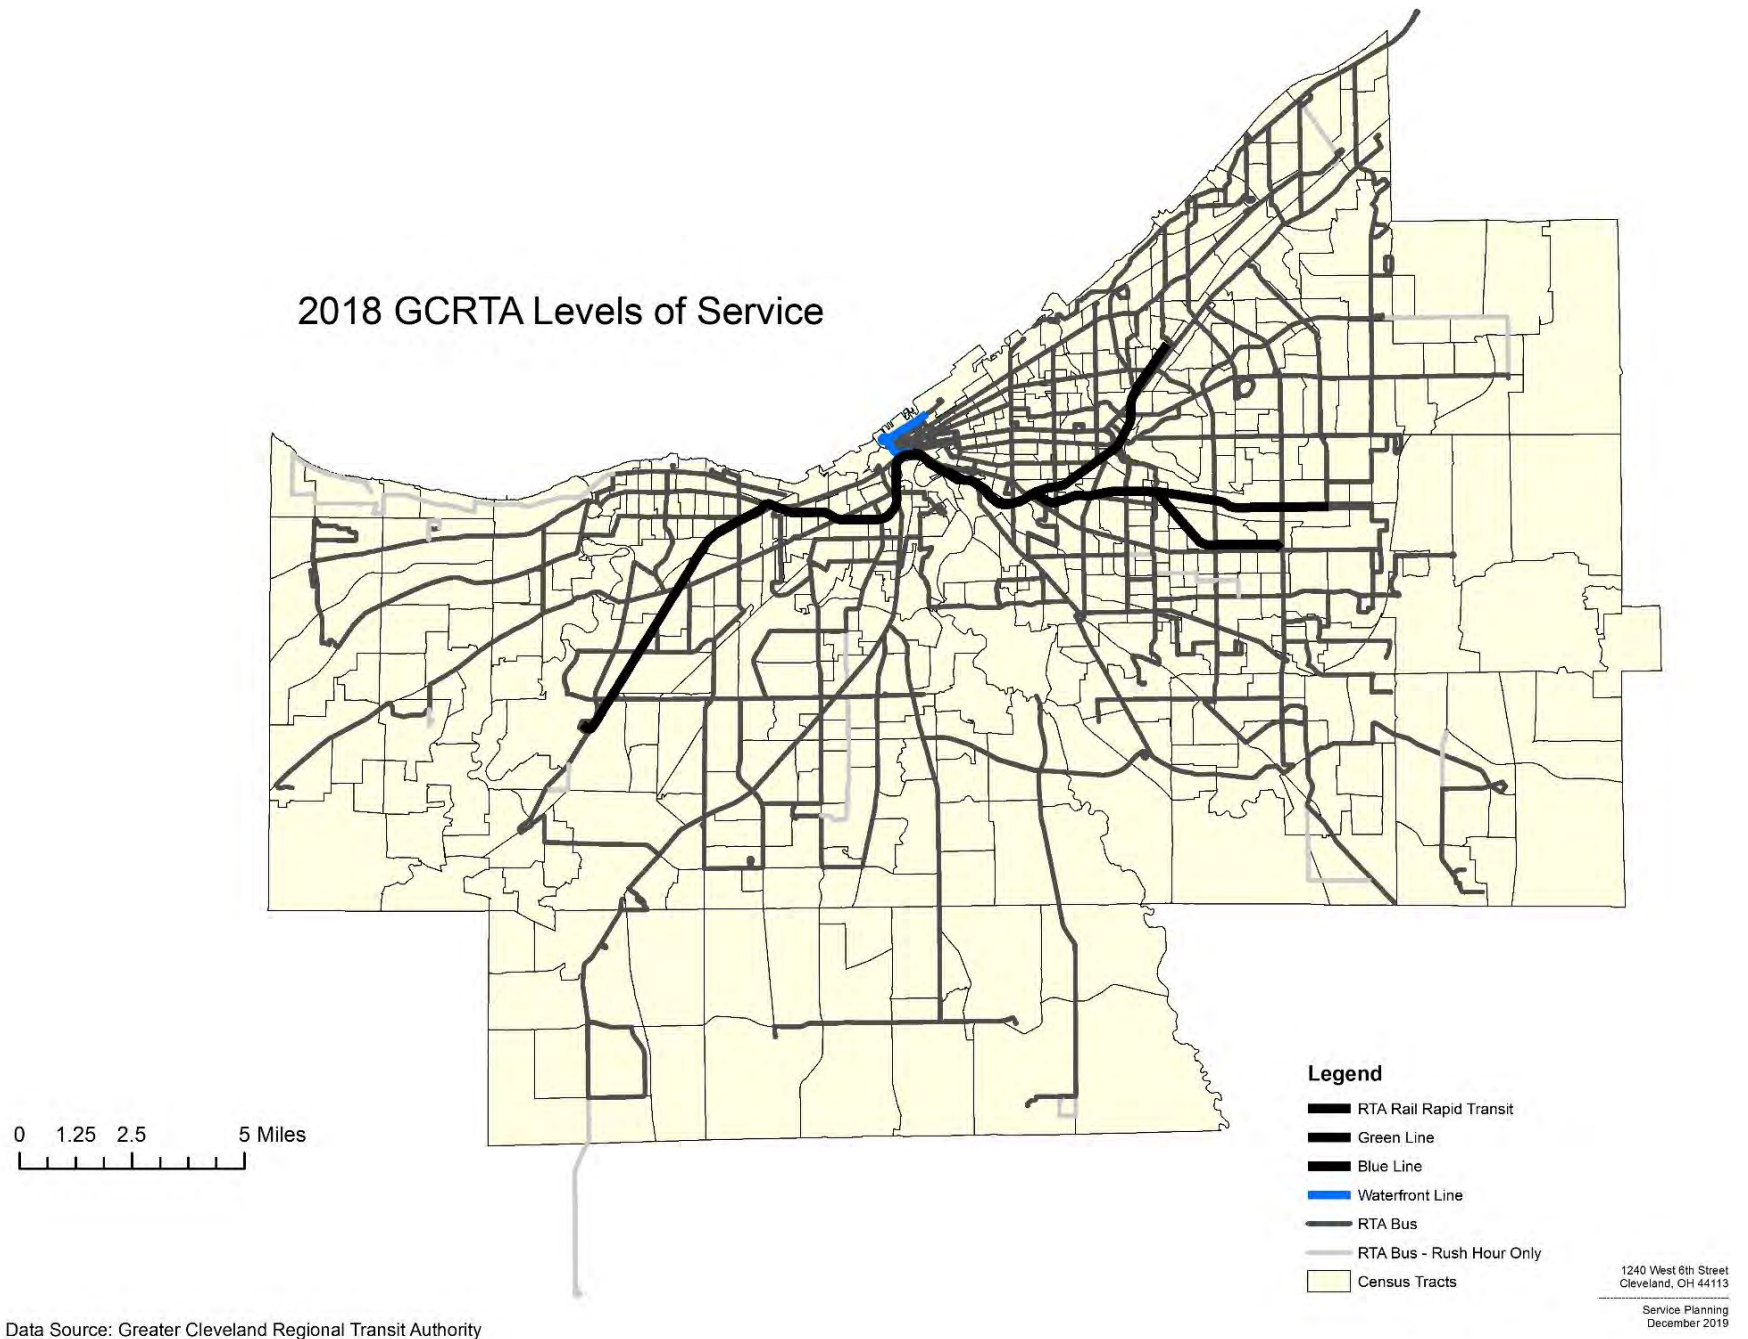 2018 GCRTA Levels of Service
Legend
RTA Rail Rapid Transit
Green Line
Blue Line
Waterfront Line
RTA Bus
RTA Bus - Rush Hour Only
Census Tracts
0 1.25 2.5 5 Miles
1240 West 6th Street
Cleveland, OH 44113
Service Planning
December 2019
Data Source: Greater Cleveland Regional Transit Authority